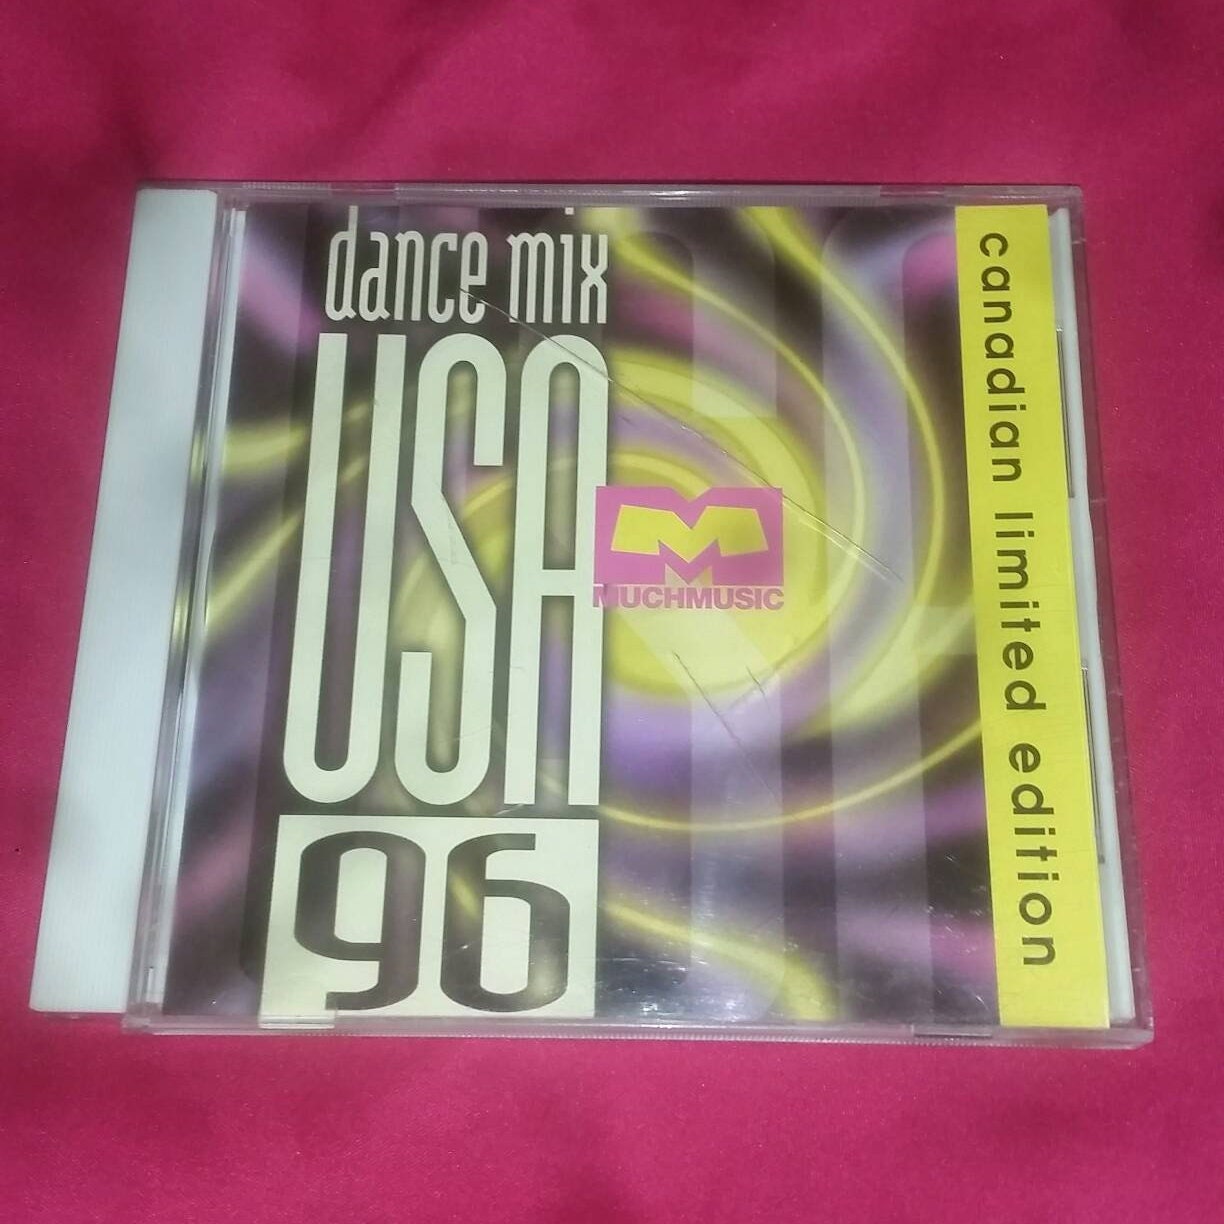 dance mix
USA
96
M
MUCHMUSIC
canadian limited edition